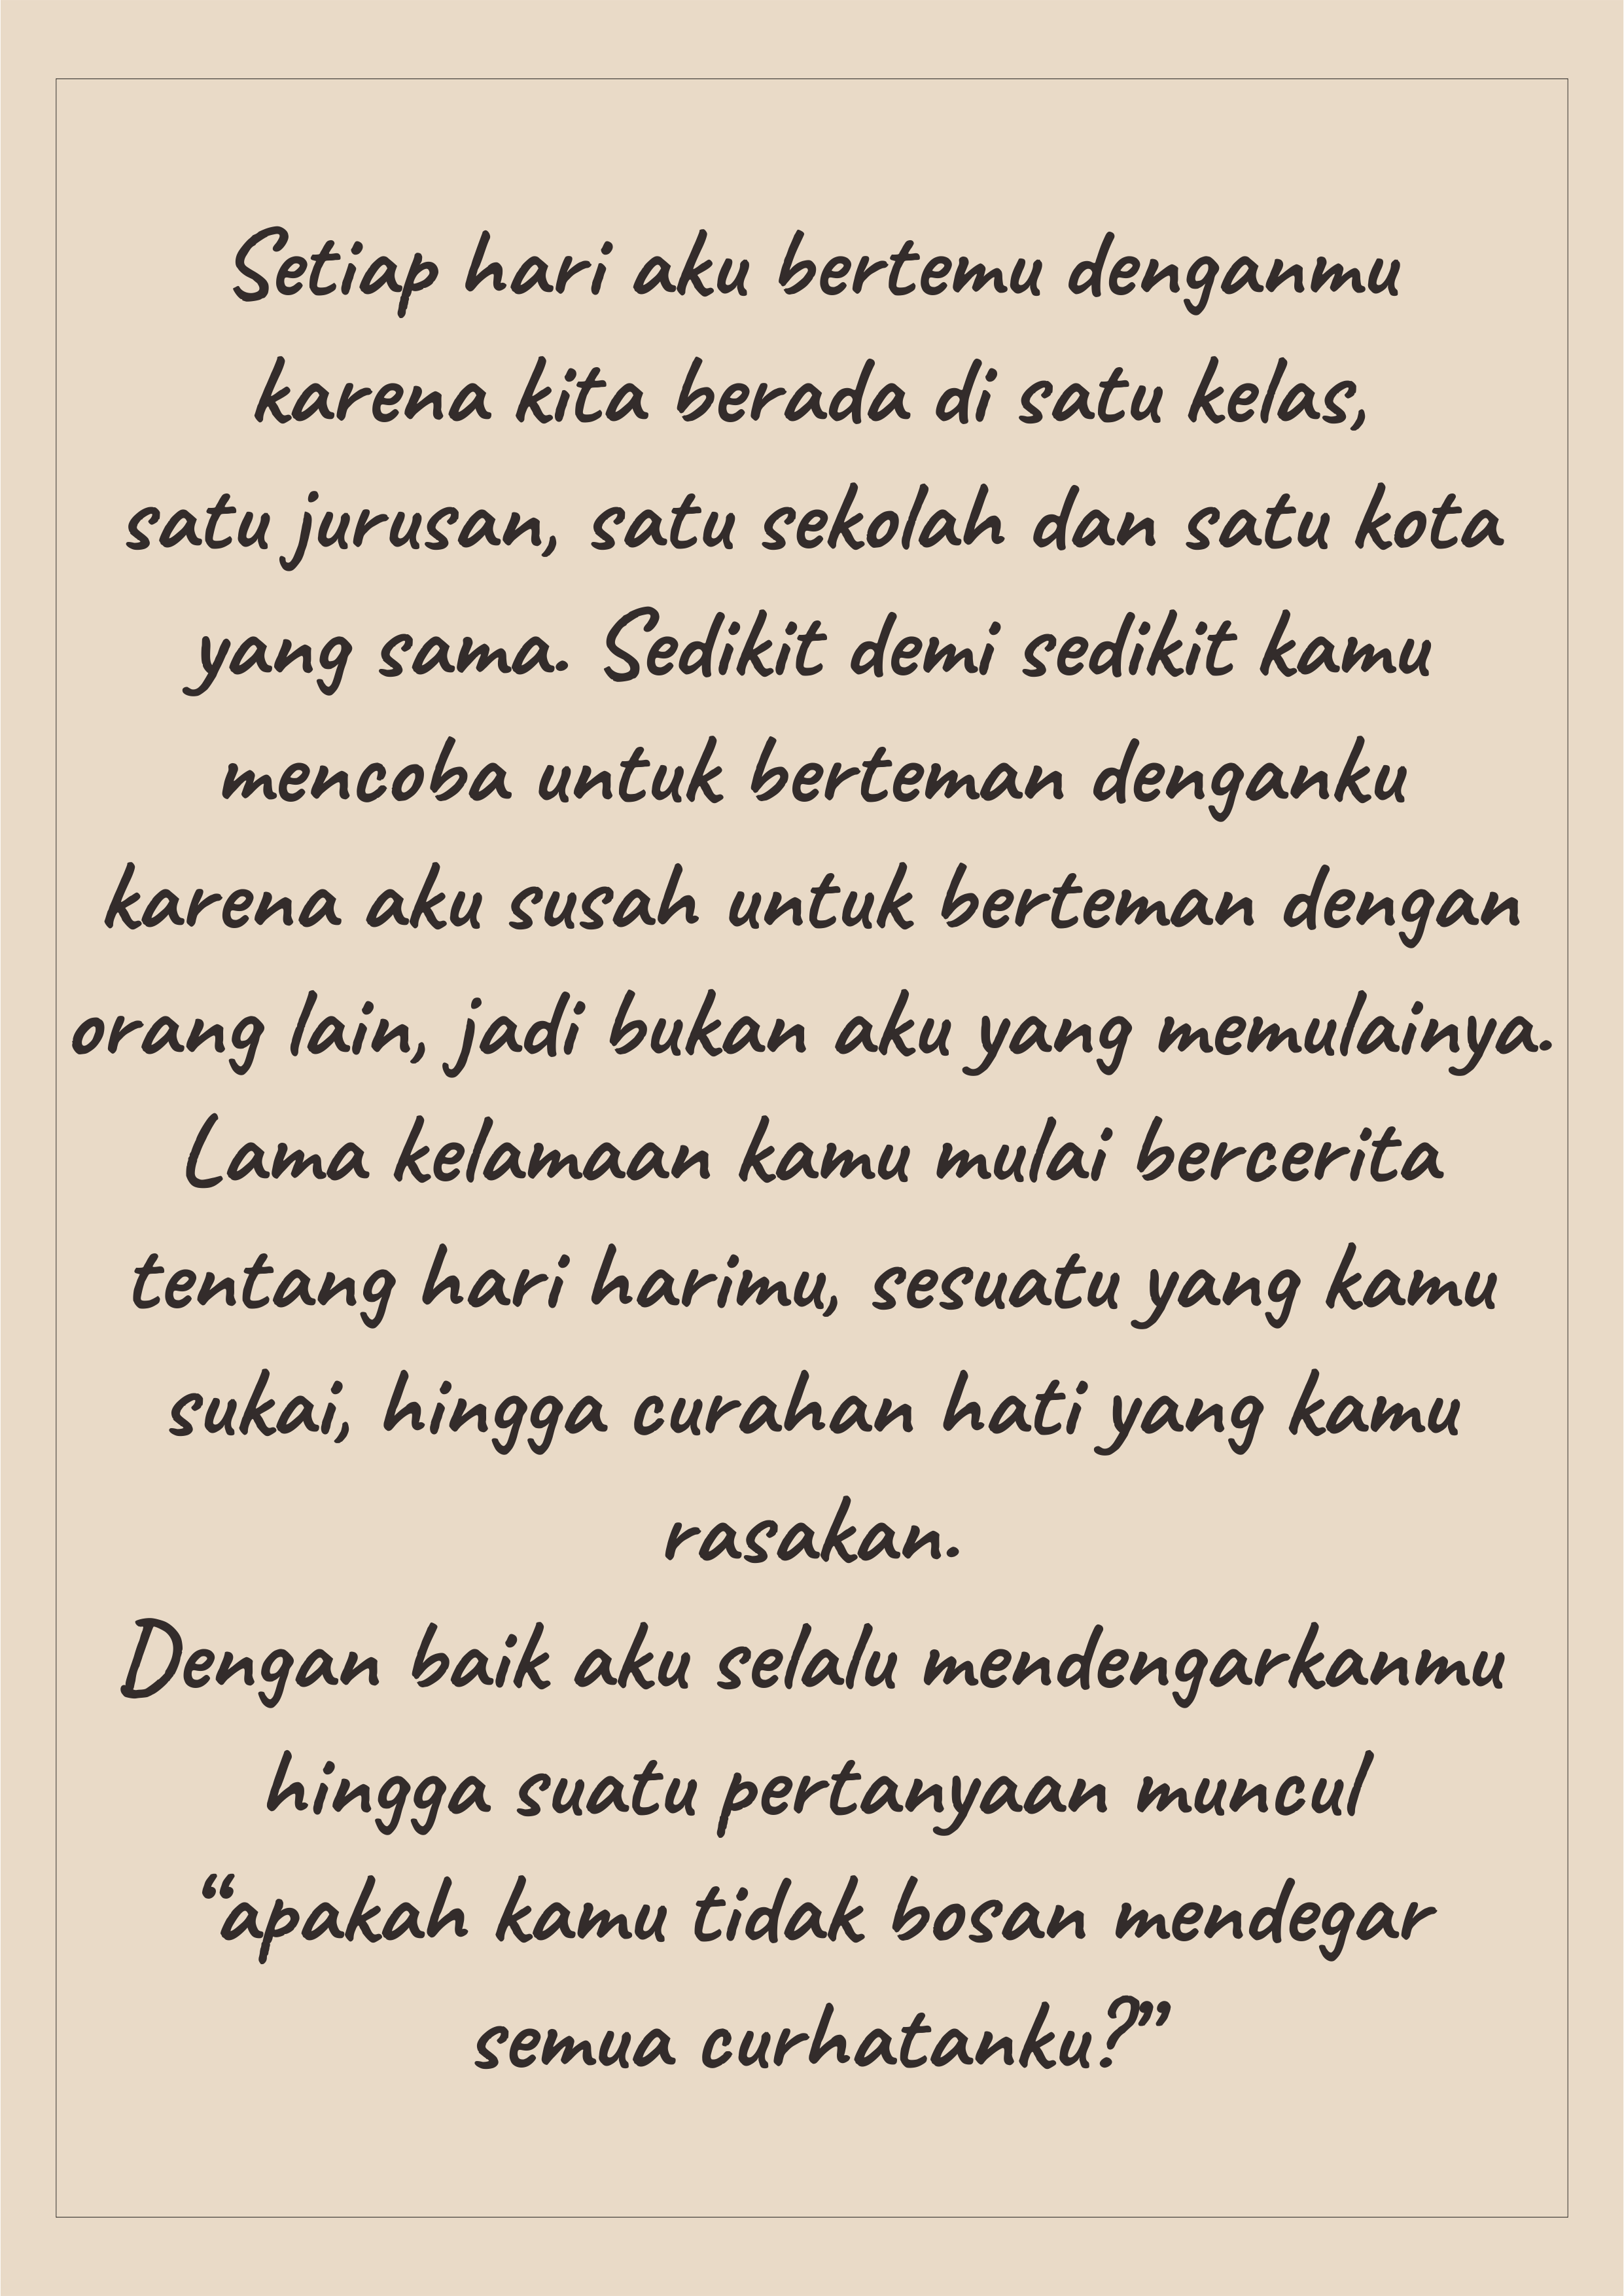 Setiap hari aku bertemu denganmu
karena kita berada di satu kelas,
satu jurusan, satu sekolah dan satu kota
yang sama. Sedikit demi sedikit kamu
mencoba untuk berteman denganku
karena aku susah untuk berteman dengan
orang lain, jadi bukan aku yang memulainya.
Lama kelamaan kamu mulai bercerita
tentang hari harimu, sesuatu yang kamu
sukai, hingga curahan hati yang kamu
rasakan.
Dengan baik aku selalu mendengarkanmu
hingga suatu pertanyaan muncul
“apakah kamu tidak bosan mendegar
semua curhatanku?”